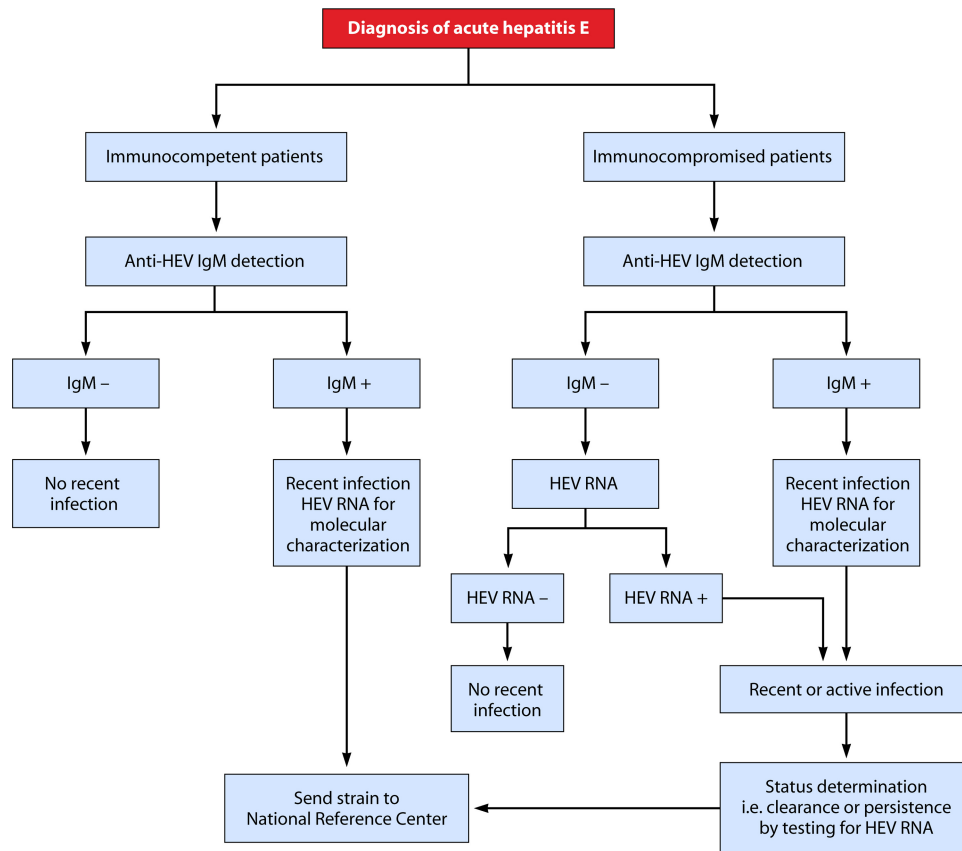 Diagnosis of acute hepatitis E
Immunocompetent patients
Immunocompromised patients
Anti-HEV IgM detection
Anti-HEV IgM detection
IgM –
IgM +
IgM –
IgM +
No recent
infection
Recent infection
HEV RNA for
molecular
characterization
HEV RNA
Recent infection
HEV RNA for
molecular
characterization
HEV RNA –
HEV RNA +
No recent
infection
Recent or active infection
Send strain to
National Reference Center
Status determination
i.e. clearance or persistence
by testing for HEV RNA